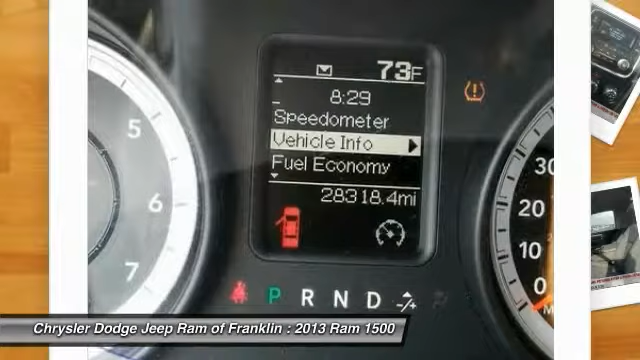 73F
8:29
Speedometer
Vehicle Info
Fuel Economy
28318.4mi
5
6
7
30
20
10
0
P R N D -/+
Chrysler Dodge Jeep Ram of Franklin : 2013 Ram 1500